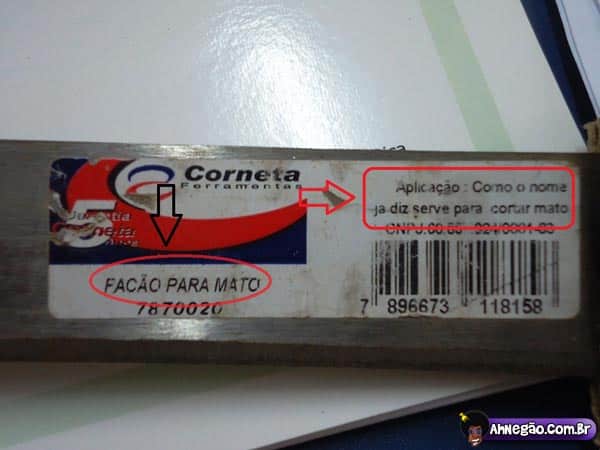 Corneta
Ferramentas
Aplicação : Como o nome
ja diz serve para cortar mato
5
FACÃO PARA MATO
7870020
7 896673 118158
Ahnegão.Com.Br